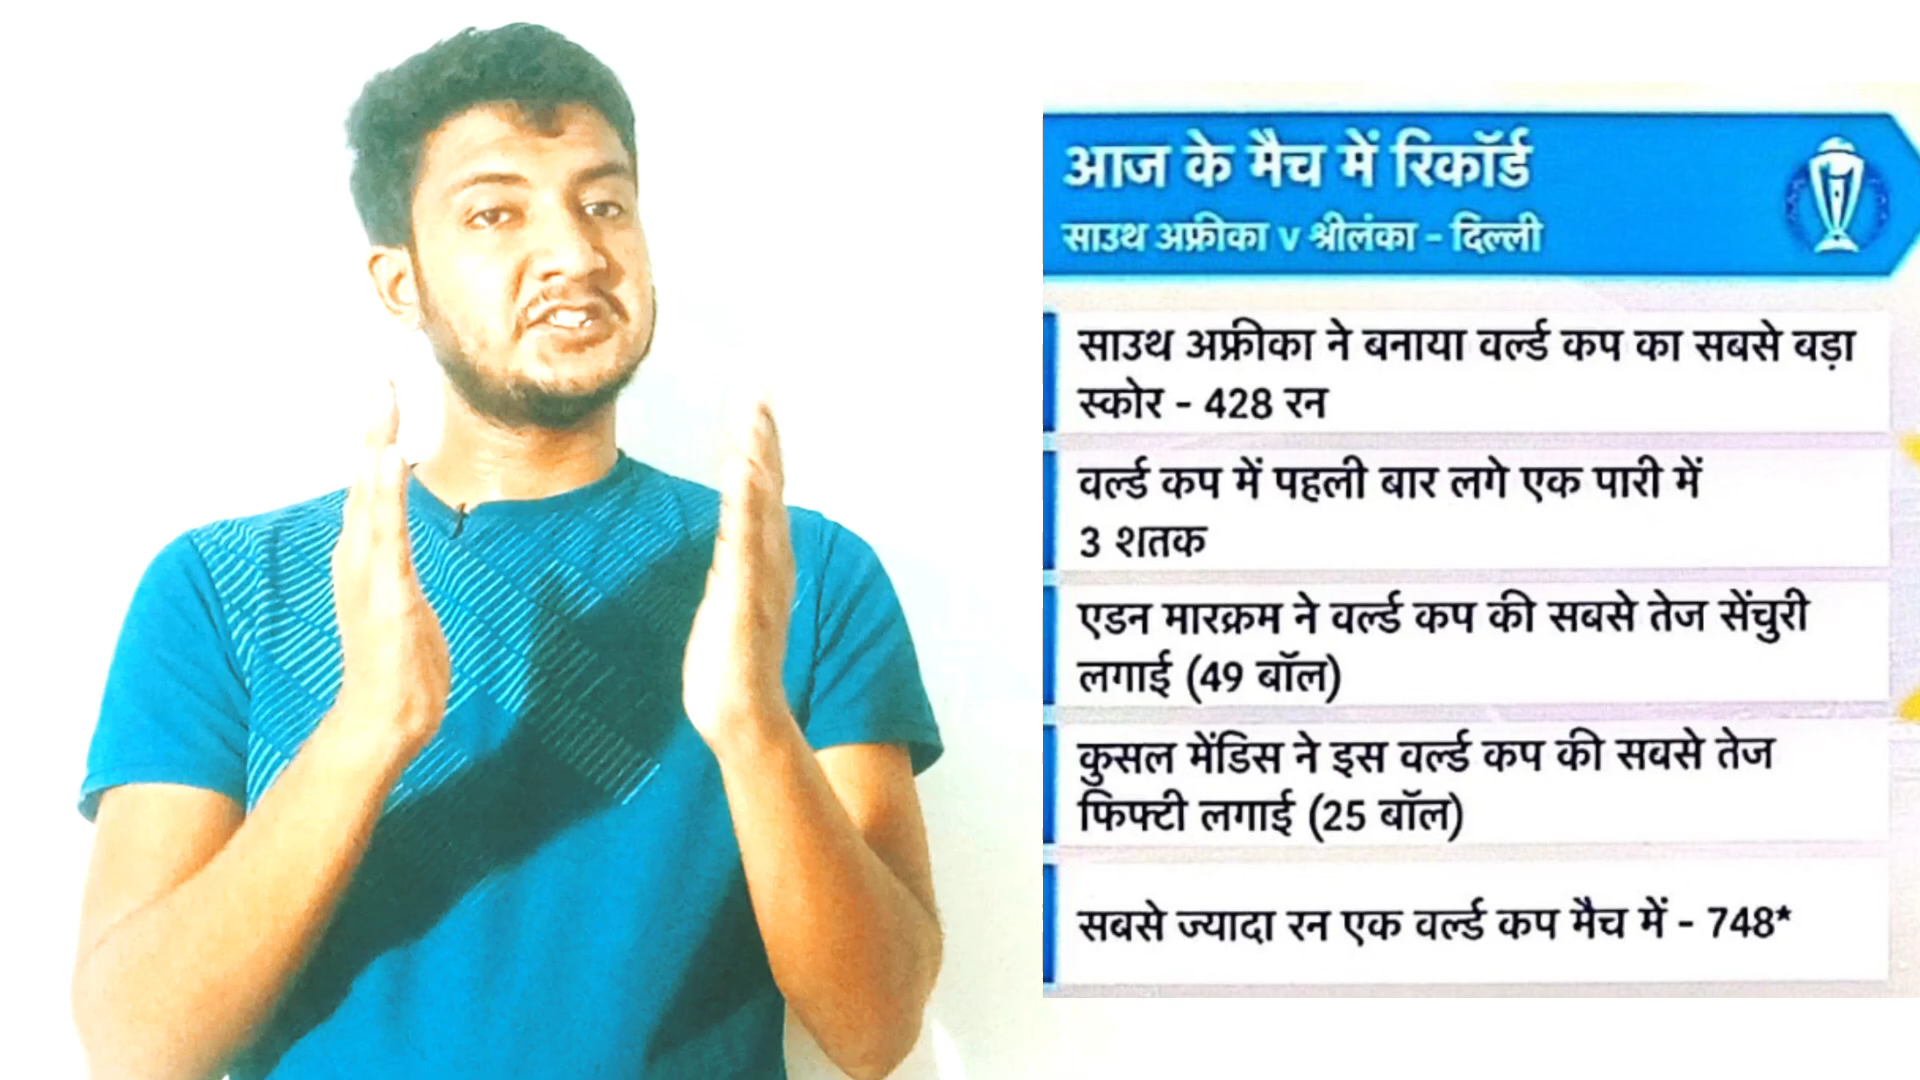 आज के मैच में रिकॉर्ड
साउथ अफ्रीका v श्रीलंका - दिल्ली
साउथ अफ्रीका ने बनाया वर्ल्ड कप का सबसे बड़ा
स्कोर - 428 रन
वर्ल्ड कप में पहली बार लगे एक पारी में
3 शतक
एडन मारक्रम ने वर्ल्ड कप की सबसे तेज सेंचुरी
लगाई (49 बॉल)
कुसल मेंडिस ने इस वर्ल्ड कप की सबसे तेज
फिफ्टी लगाई (25 बॉल)
सबसे ज्यादा रन एक वर्ल्ड कप मैच में - 748*